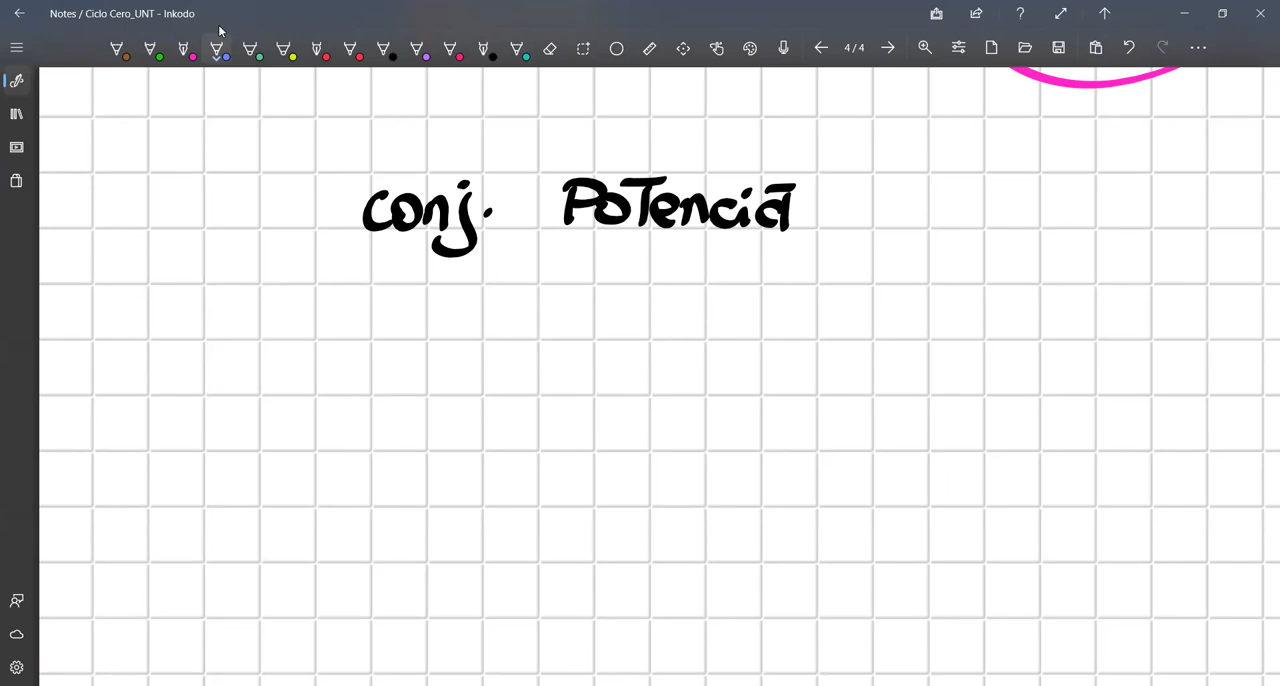 Notes / Ciclo Cero_UNT - Inkodo
4 / 4
conj. Potencia